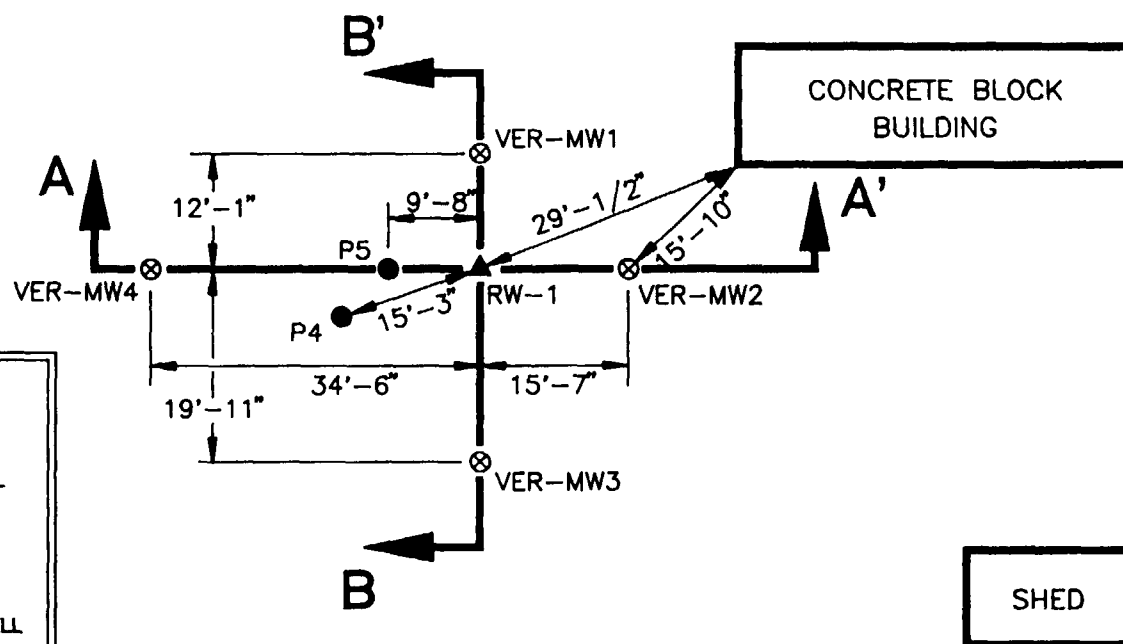 B'
CONCRETE BLOCK
BUILDING
VER-MW1
A
12'-1"
9'-8"
29'-1/2"
15'-10"
A'
P5
VER-MW4
RW-1
VER-MW2
P4
15'-3"
34'-6"
15'-7"
19'-11"
VER-MW3
B
SHED